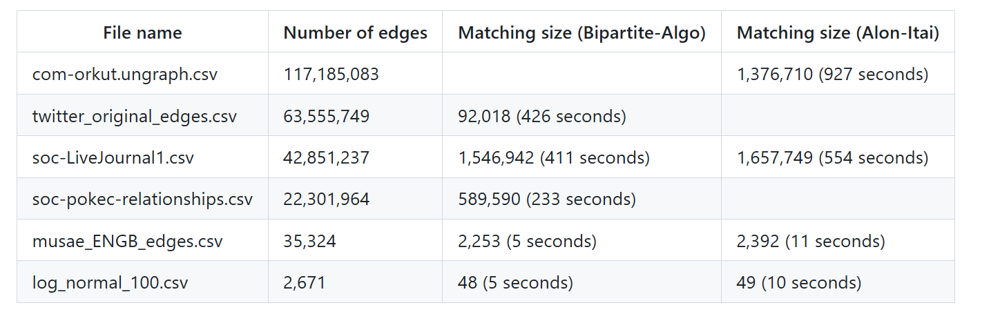 File name Number of edges Matching size (Bipartite-Algo) Matching size (Alon-Itai)
com-orkut.ungraph.csv 117,185,083 1,376,710 (927 seconds)
twitter_original_edges.csv 63,555,749 92,018 (426 seconds)
soc-LiveJournal1.csv 42,851,237 1,546,942 (411 seconds) 1,657,749 (554 seconds)
soc-pokec-relationships.csv 22,301,964 589,590 (233 seconds)
musae_ENGB_edges.csv 35,324 2,253 (5 seconds) 2,392 (11 seconds)
log_normal_100.csv 2,671 48 (5 seconds) 49 (10 seconds)